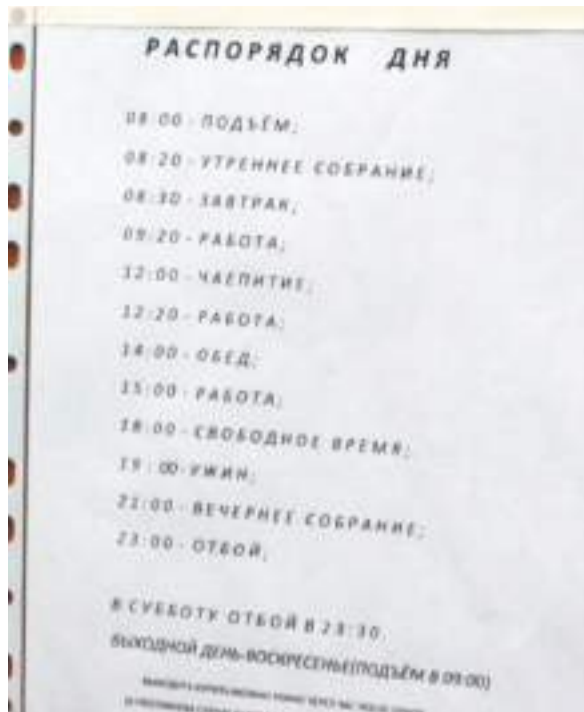 РАСПОРЯДОК ДНЯ
08:00 - ПОДЪЁМ;
08:20 - УТРЕННЕЕ СОБРАНИЕ;
08:30 - ЗАВТРАК;
09:20 - РАБОТА;
12:00 - ЧАЕПИТИЕ;
12:20 - РАБОТА;
14:00 - ОБЕД;
15:00 - РАБОТА;
18:00 - СВОБОДНОЕ ВРЕМЯ;
19:00 - УЖИН;
21:00 - ВЕЧЕРНЕЕ СОБРАНИЕ;
23:00 - ОТБОЙ;
В СУББОТУ ОТБОЙ В 23:30.
ВЫХОДНОЙ ДЕНЬ-ВОСКРЕСЕНЬЕ(ПОДЪЁМ В 09:00)